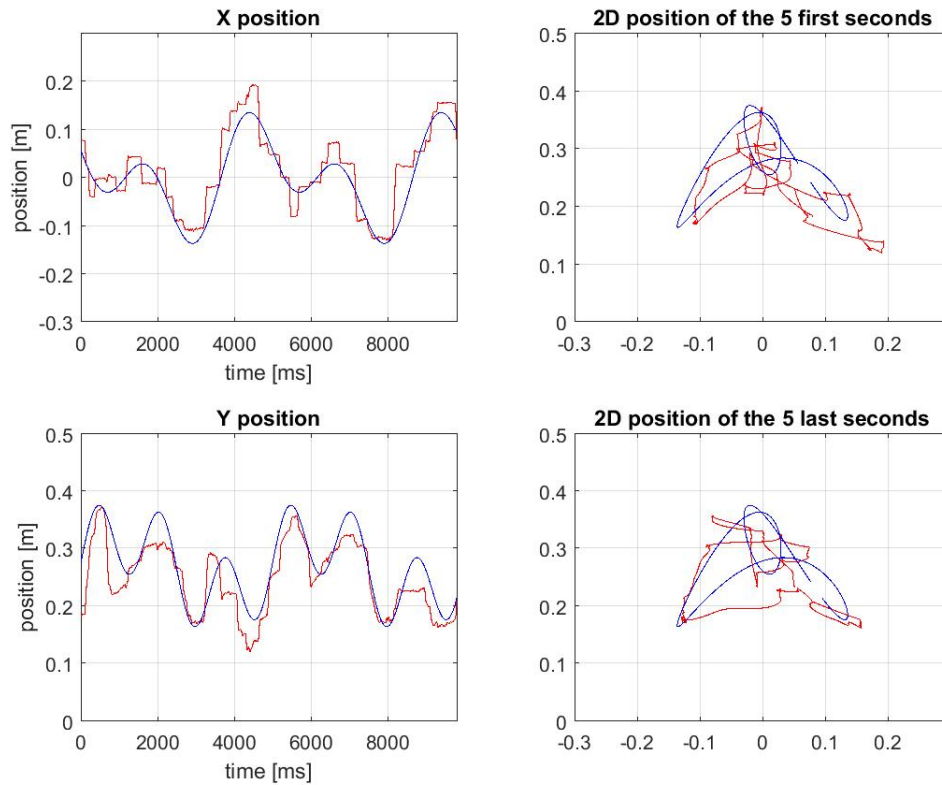 X position
position [m]
0.2
0.1
0
-0.1
-0.2
-0.3
0 2000 4000 6000 8000
time [ms]
2D position of the 5 first seconds
0.5
0.4
0.3
0.2
0.1
0
-0.3 -0.2 -0.1 0 0.1 0.2
Y position
position [m]
0.5
0.4
0.3
0.2
0.1
0
0 2000 4000 6000 8000
time [ms]
2D position of the 5 last seconds
0.5
0.4
0.3
0.2
0.1
0
-0.3 -0.2 -0.1 0 0.1 0.2